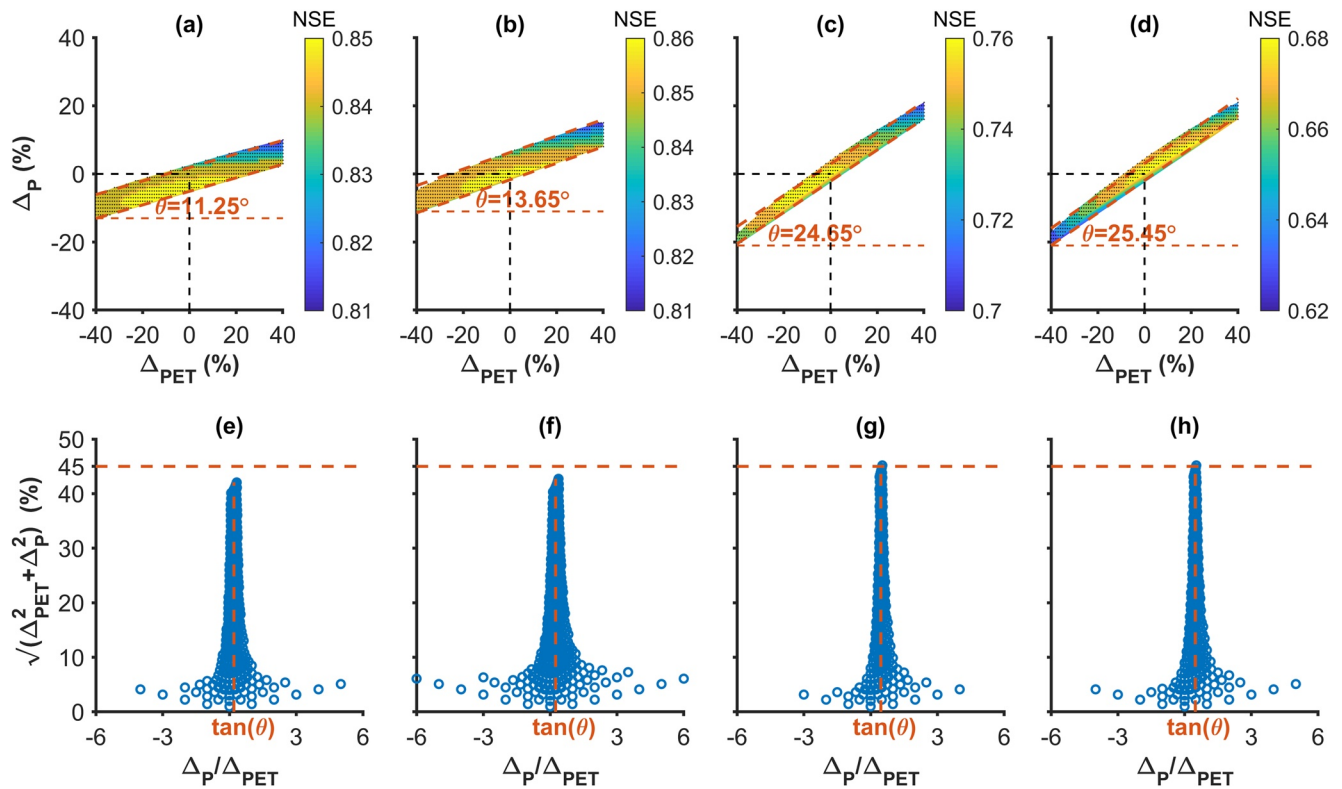 (a) NSE (b) NSE (c) NSE (d) NSE
40 0.85 0.86 0.76 0.68
20 0.84 0.85 0.74 0.66
0 0.83 0.84 0.72 0.64
-20 0.82 0.83 0.7 0.62
-40 0.81 0.82
0.81
Δ_P (%)
θ=11.25° θ=13.65° θ=24.65° θ=25.45°
-40 -20 0 20 40 -40 -20 0 20 40 -40 -20 0 20 40 -40 -20 0 20 40
Δ_PET (%) Δ_PET (%) Δ_PET (%) Δ_PET (%)
(e) (f) (g) (h)
50
45
40
30
20
10
0
√(Δ²_PET+Δ²_P) (%)
-6 -3 tan(θ) 3 6 -6 -3 tan(θ) 3 6 -6 -3 tan(θ) 3 6 -6 -3 tan(θ) 3 6
Δ_P/Δ_PET Δ_P/Δ_PET Δ_P/Δ_PET Δ_P/Δ_PET